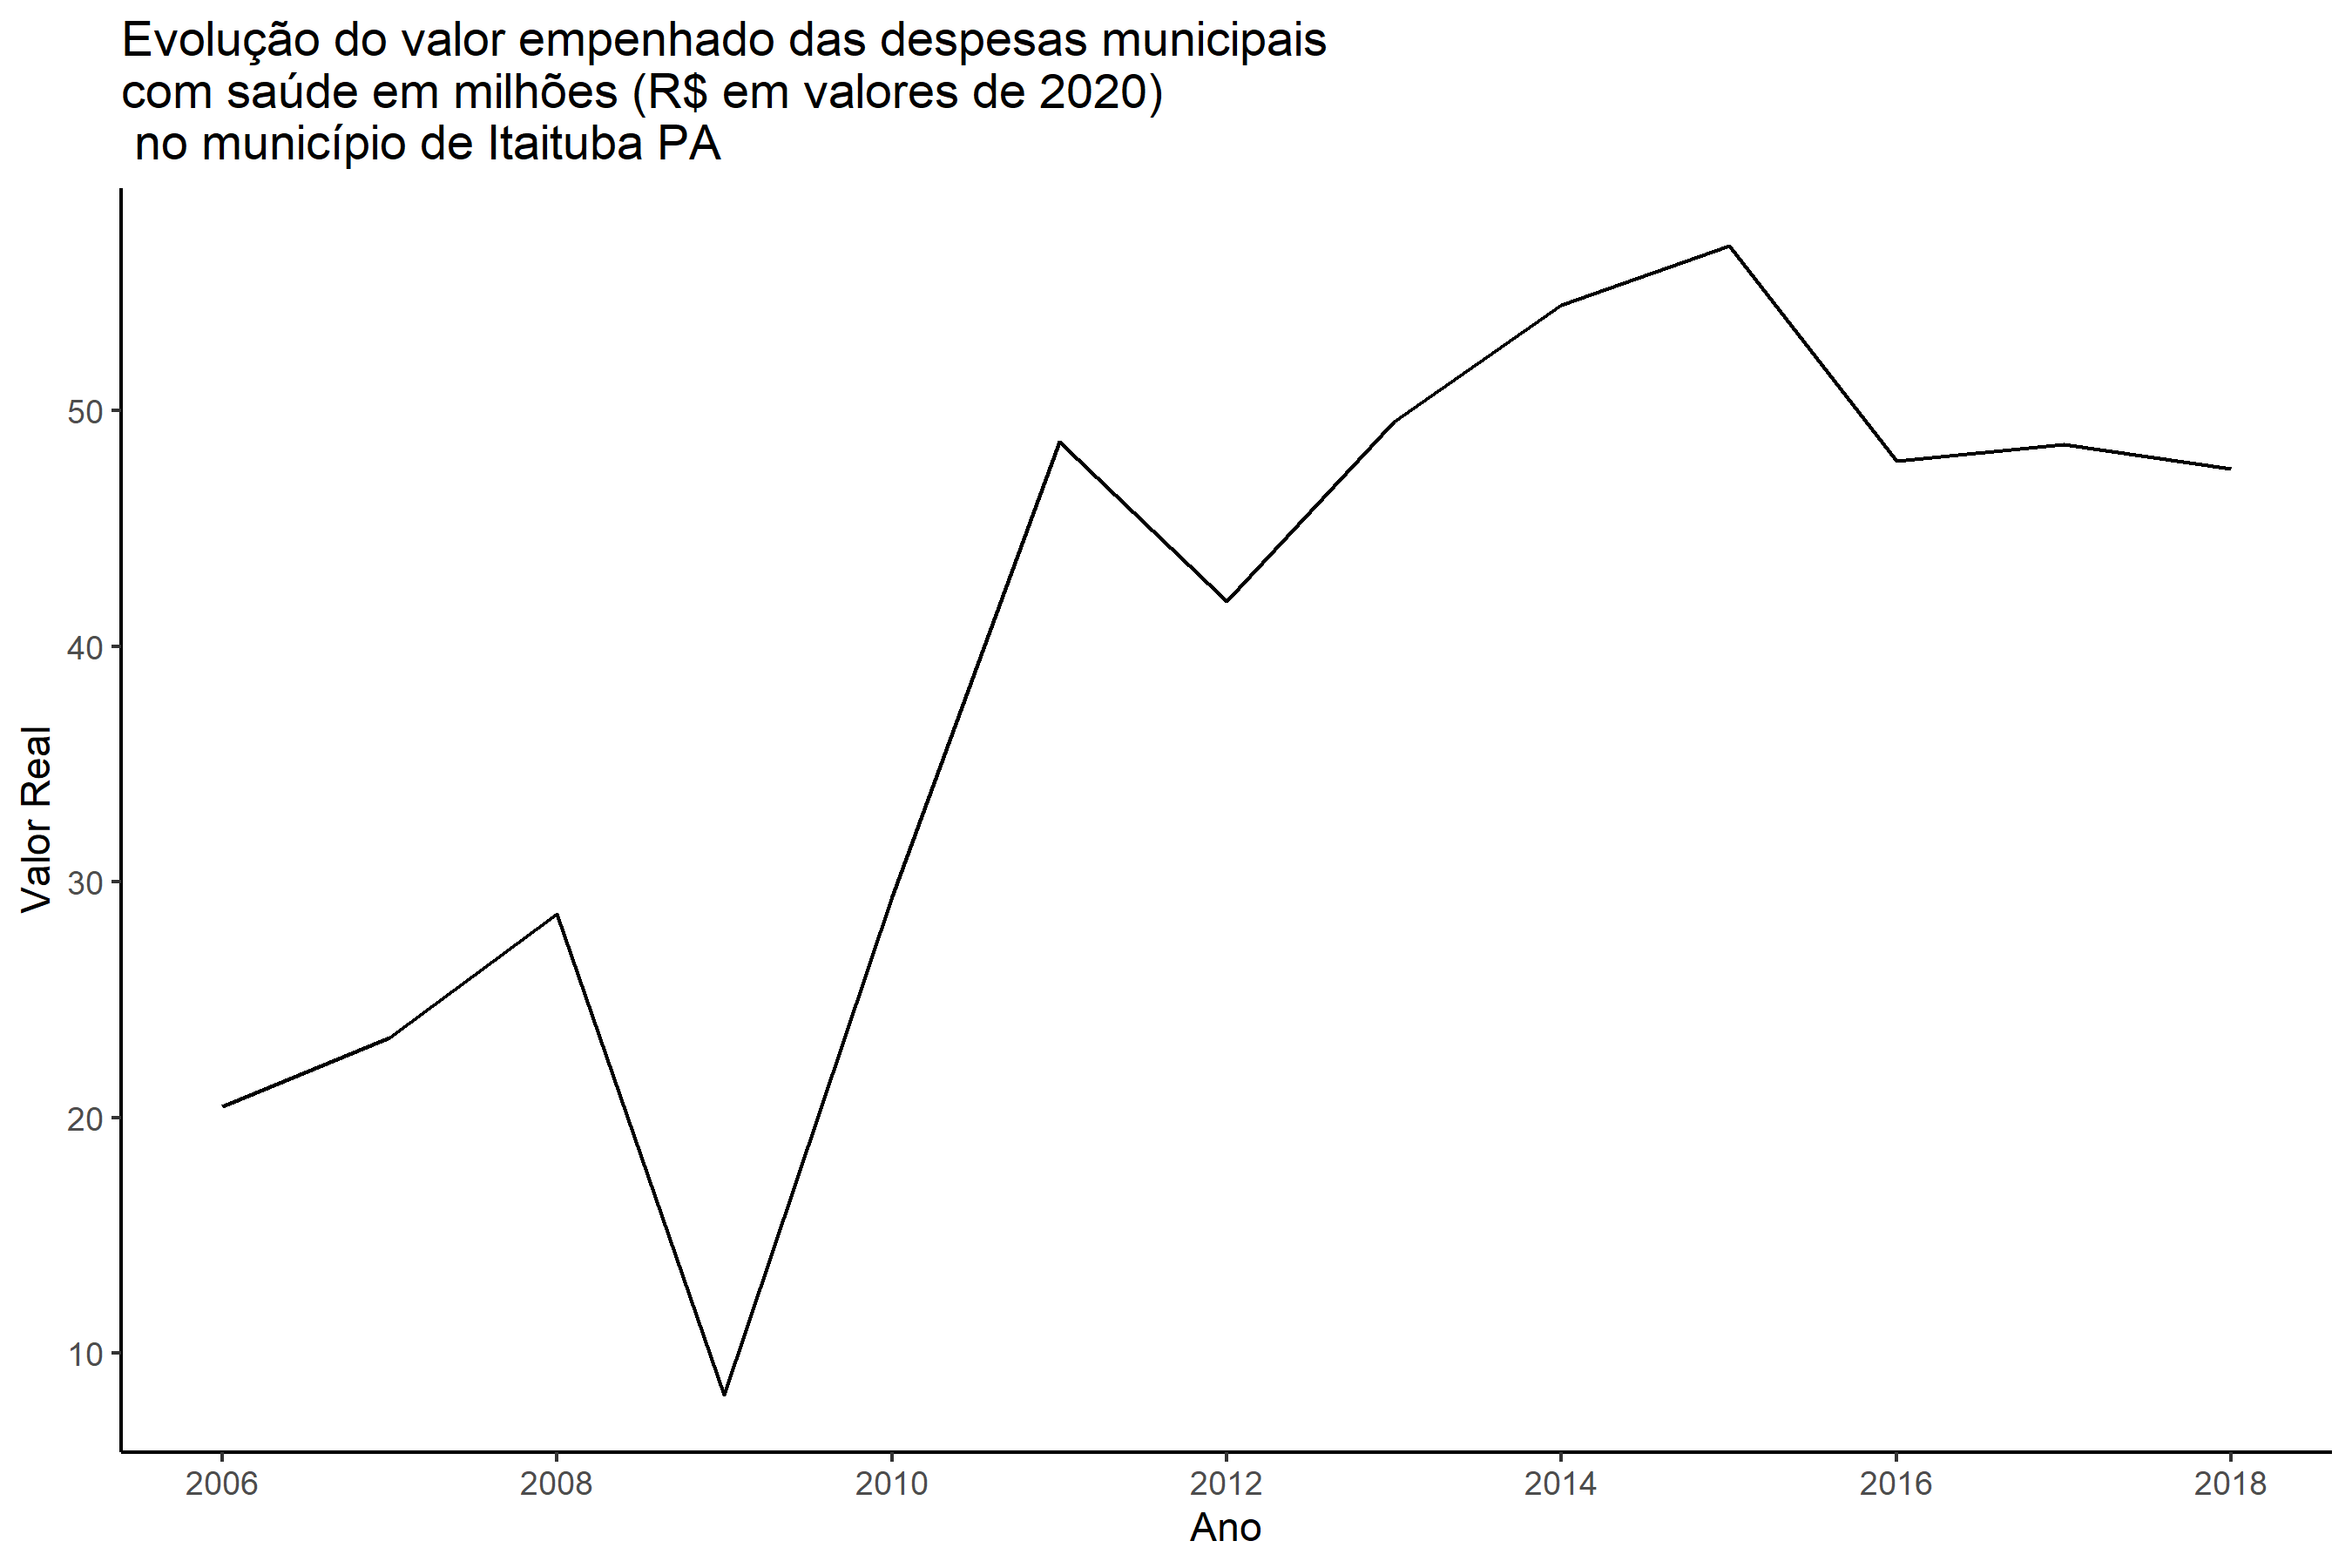 Evolução do valor empenhado das despesas municipais
com saúde em milhões (R$ em valores de 2020)
no município de Itaituba PA
50
40
30
20
10
Valor Real
2006 2008 2010 2012 2014 2016 2018
Ano